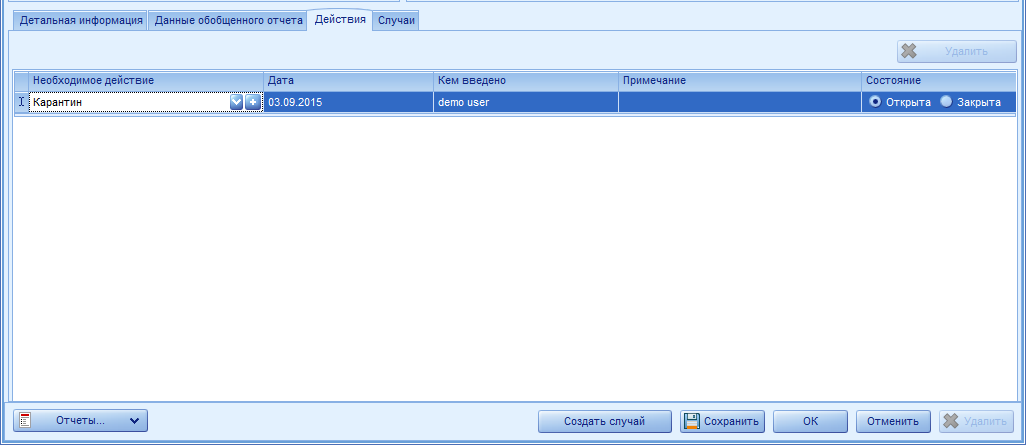 Детальная информация Данные обобщенного отчета Действия Случаи
Удалить
Необходимое действие Дата Кем введено Примечание Состояние
Карантин 03.09.2015 demo user Открыта Закрыта
Отчеты... Создать случай Сохранить ОК Отменить Удалить